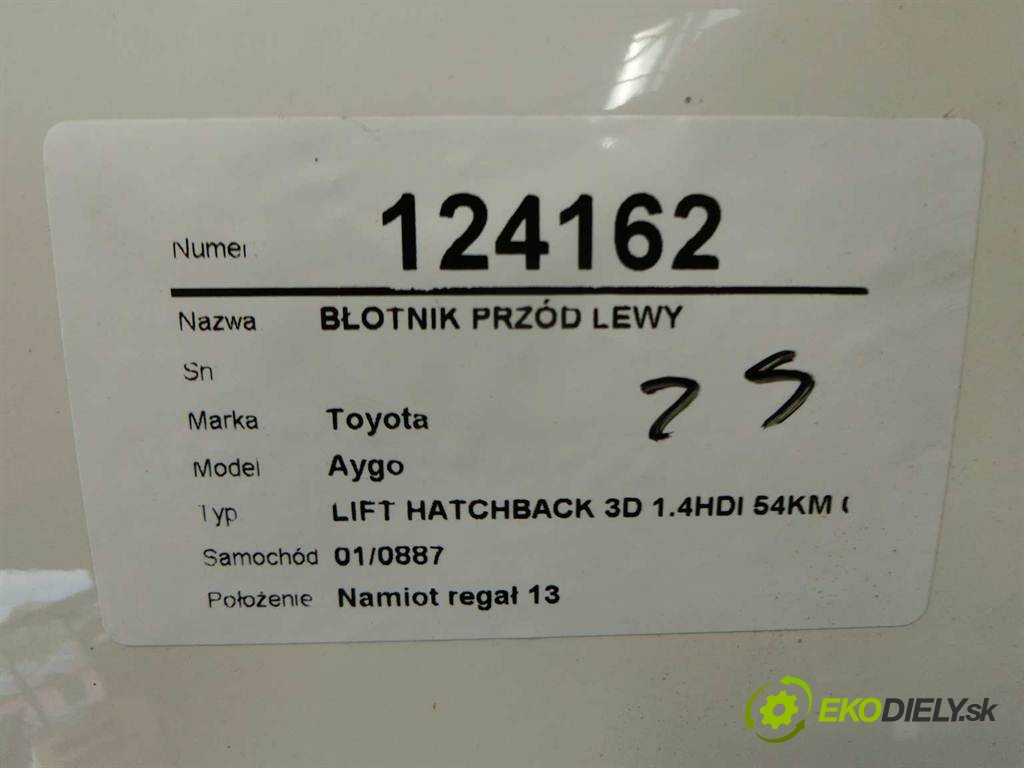 Numer 124162
Nazwa BŁOTNIK PRZÓD LEWY
Sn
Marka Toyota
25
Model Aygo
Typ LIFT HATCHBACK 3D 1.4HDI 54KM (
Samochód 01/0887
Położenie Namiot regał 13
EKODIELY.sk